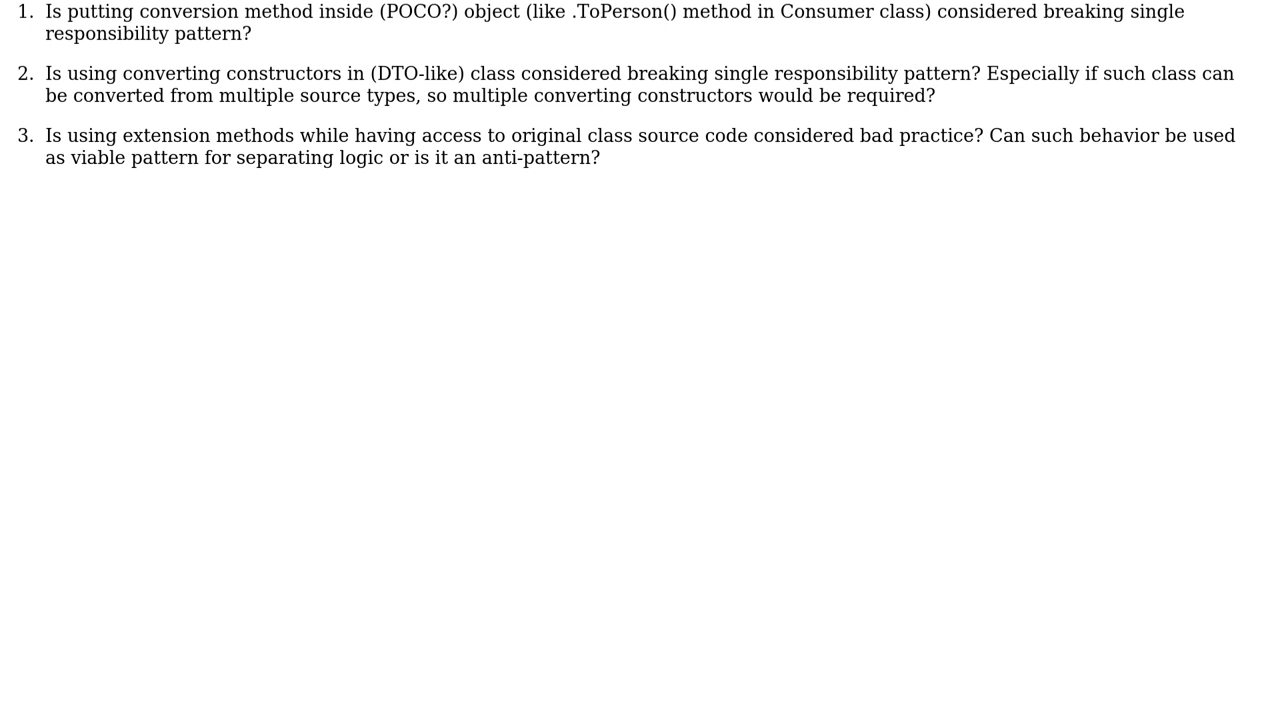 1. Is putting conversion method inside (POCO?) object (like .ToPerson() method in Consumer class) considered breaking single
responsibility pattern?
2. Is using converting constructors in (DTO-like) class considered breaking single responsibility pattern? Especially if such class can
be converted from multiple source types, so multiple converting constructors would be required?
3. Is using extension methods while having access to original class source code considered bad practice? Can such behavior be used
as viable pattern for separating logic or is it an anti-pattern?